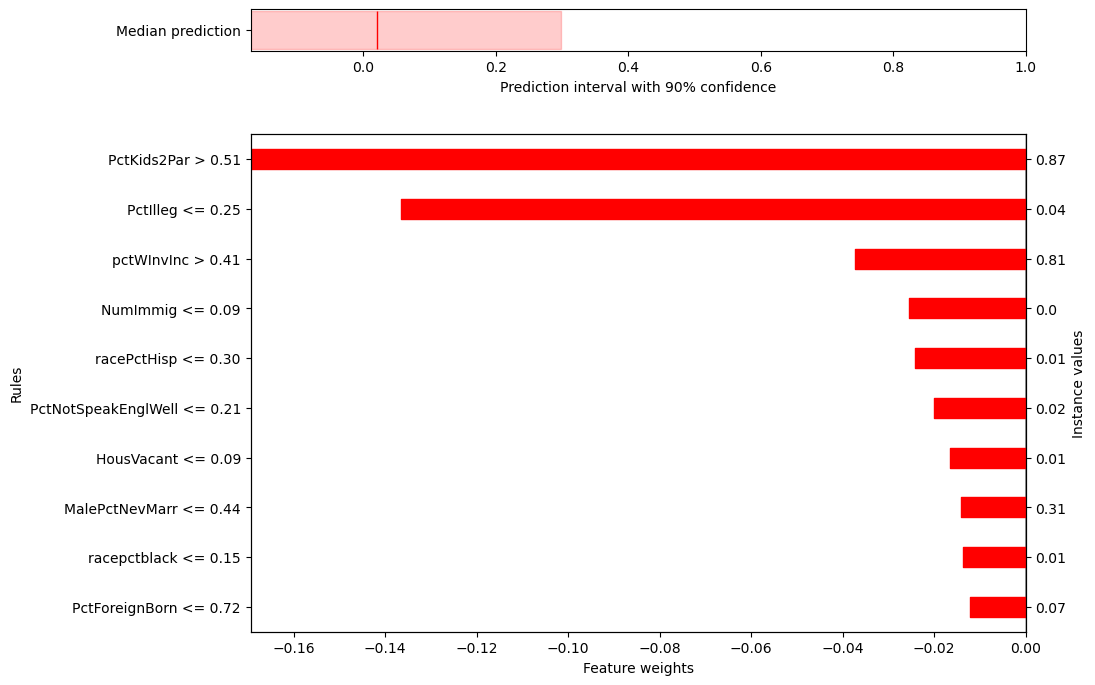 Median prediction
0.0 0.2 0.4 0.6 0.8 1.0
Prediction interval with 90% confidence
PctKids2Par > 0.51 0.87
PctIlleg <= 0.25 0.04
pctWInvInc > 0.41 0.81
NumImmig <= 0.09 0.0
racePctHisp <= 0.30 0.01
PctNotSpeakEnglWell <= 0.21 0.02
HousVacant <= 0.09 0.01
MalePctNevMarr <= 0.44 0.31
racepctblack <= 0.15 0.01
PctForeignBorn <= 0.72 0.07
Rules
Instance values
−0.16 −0.14 −0.12 −0.10 −0.08 −0.06 −0.04 −0.02 0.00
Feature weights